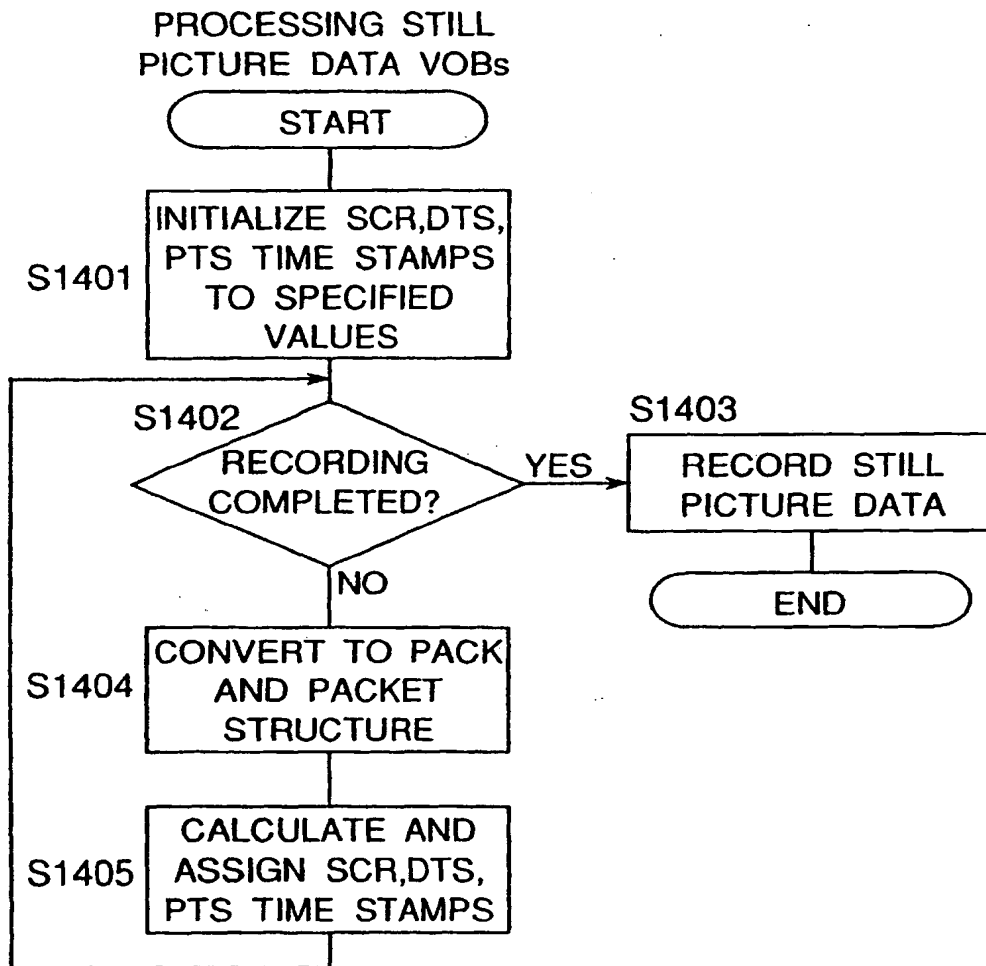 PROCESSING STILL
PICTURE DATA VOBs
START
S1401
INITIALIZE SCR,DTS,
PTS TIME STAMPS
TO SPECIFIED
VALUES
S1402
RECORDING
COMPLETED?
YES
S1403
RECORD STILL
PICTURE DATA
END
NO
S1404
CONVERT TO PACK
AND PACKET
STRUCTURE
S1405
CALCULATE AND
ASSIGN SCR,DTS,
PTS TIME STAMPS